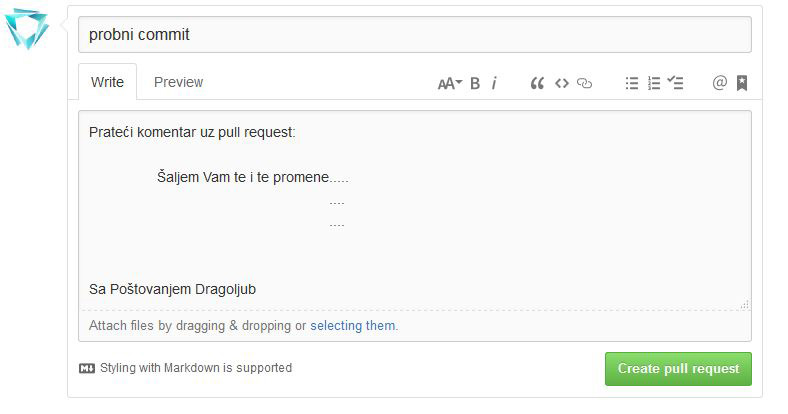 probni commit
Write Preview AA B i @
Prateći komentar uz pull request:
Šaljem Vam te i te promene.....
....
....
Sa Poštovanjem Dragoljub
Attach files by dragging & dropping or selecting them.
M Styling with Markdown is supported
Create pull request